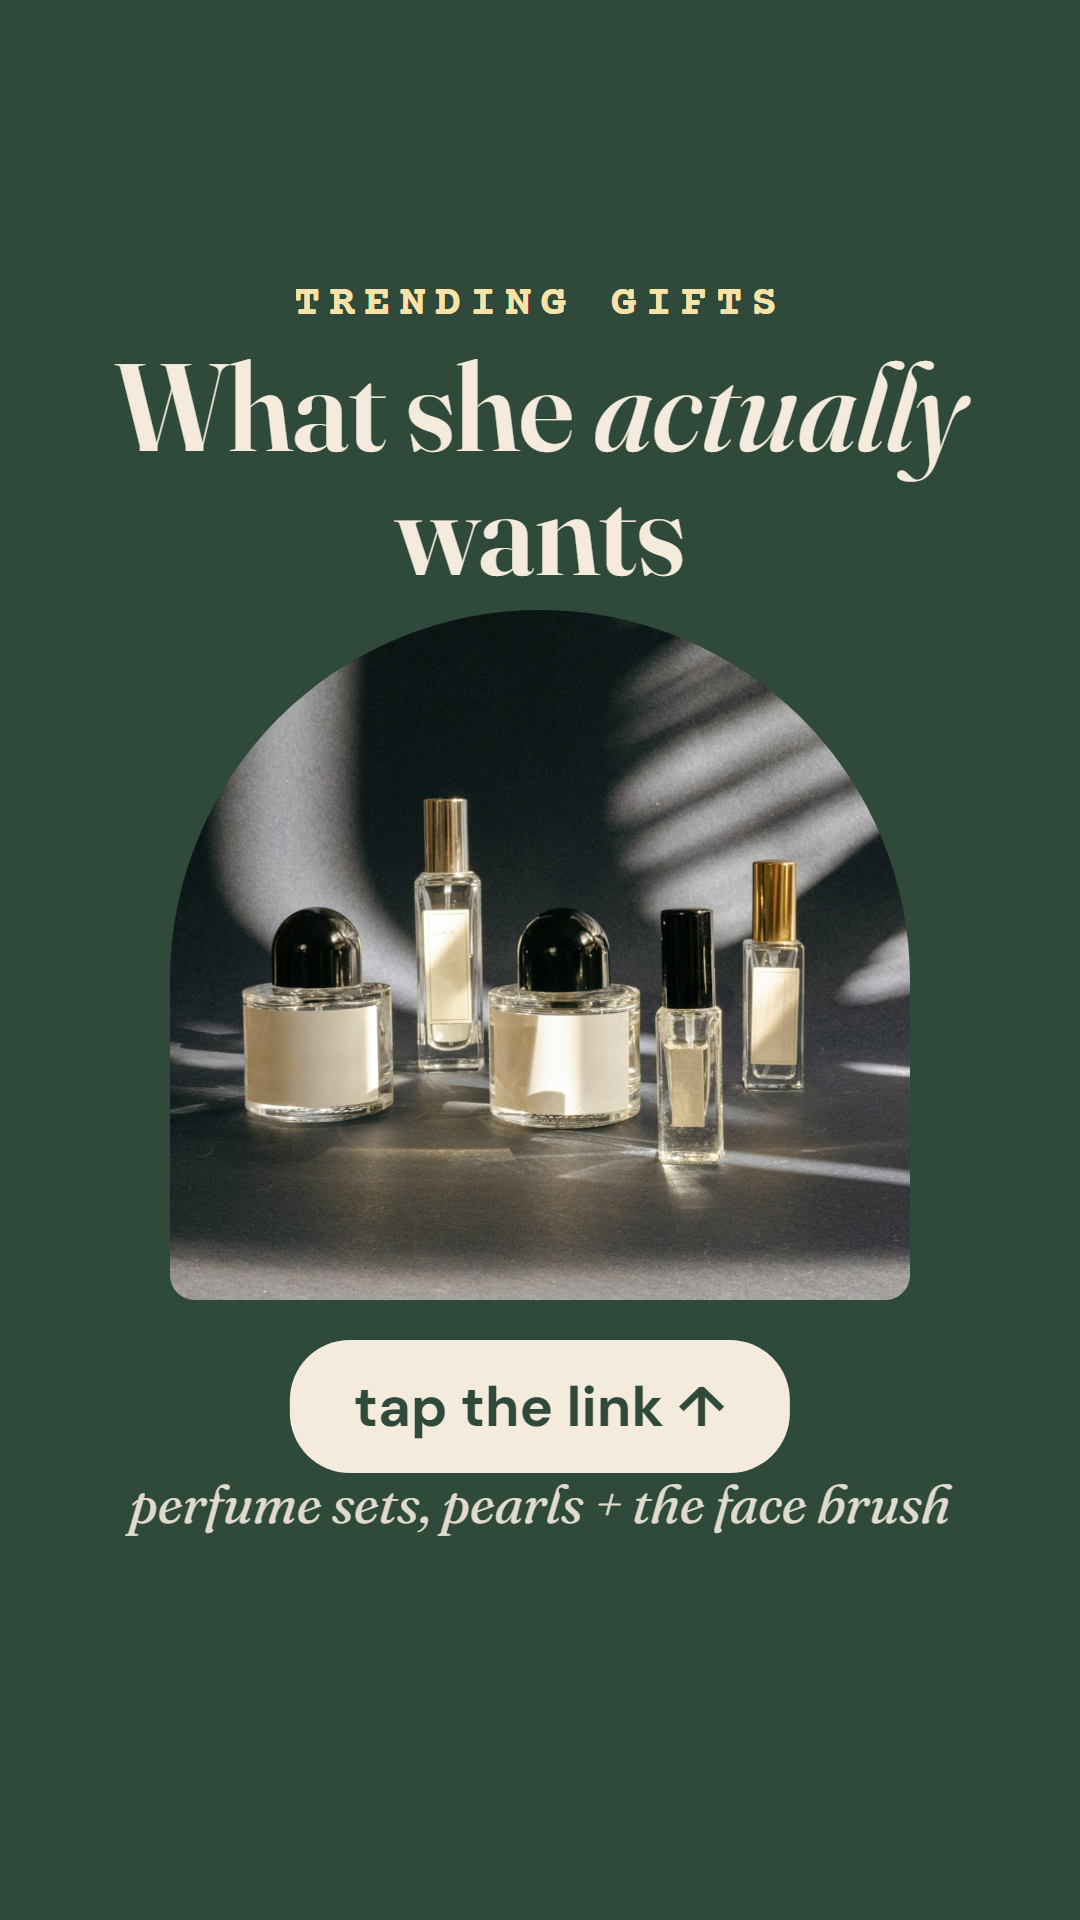 TRENDING GIFTS
What she actually
wants
tap the link ↑
perfume sets, pearls + the face brush